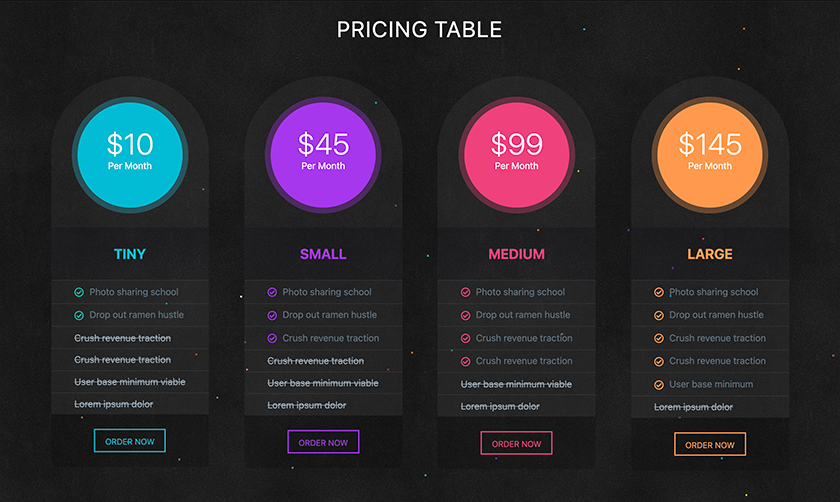 PRICING TABLE
$10
Per Month
TINY
Photo sharing school
Drop out ramen hustle
Crush revenue traction
Crush revenue traction
User base minimum viable
Lorem ipsum dolor
ORDER NOW
$45
Per Month
SMALL
Photo sharing school
Drop out ramen hustle
Crush revenue traction
Crush revenue traction
User base minimum viable
Lorem ipsum dolor
ORDER NOW
$99
Per Month
MEDIUM
Photo sharing school
Drop out ramen hustle
Crush revenue traction
Crush revenue traction
User base minimum viable
Lorem ipsum dolor
ORDER NOW
$145
Per Month
LARGE
Photo sharing school
Drop out ramen hustle
Crush revenue traction
Crush revenue traction
User base minimum
Lorem ipsum dolor
ORDER NOW